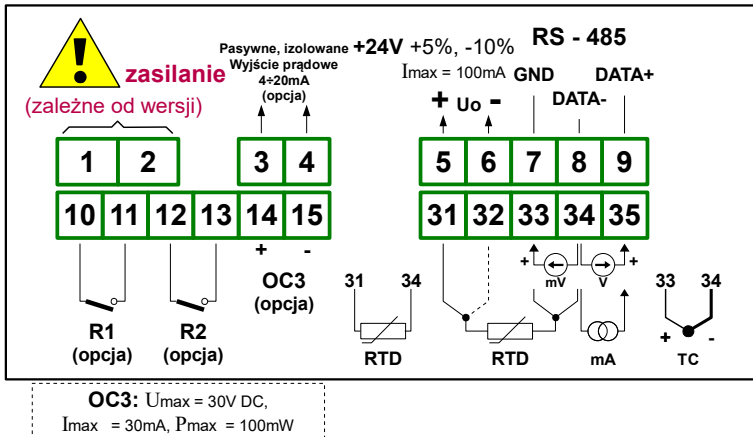 zasilanie
(zależne od wersji)
Pasywne, izolowane
Wyjście prądowe
4÷20mA
(opcja)
+24V +5%, -10%
Imax = 100mA
+ Uo -
RS - 485
GND DATA+
DATA-
1 2 3 4 5 6 7 8 9
10 11 12 13 14 15 31 32 33 34 35
+ -
OC3
(opcja)
R1
(opcja)
R2
(opcja)
31 34
RTD
RTD
+ mV V +
mA
33 34
+ -
TC
OC3: Umax = 30V DC,
Imax = 30mA, Pmax = 100mW